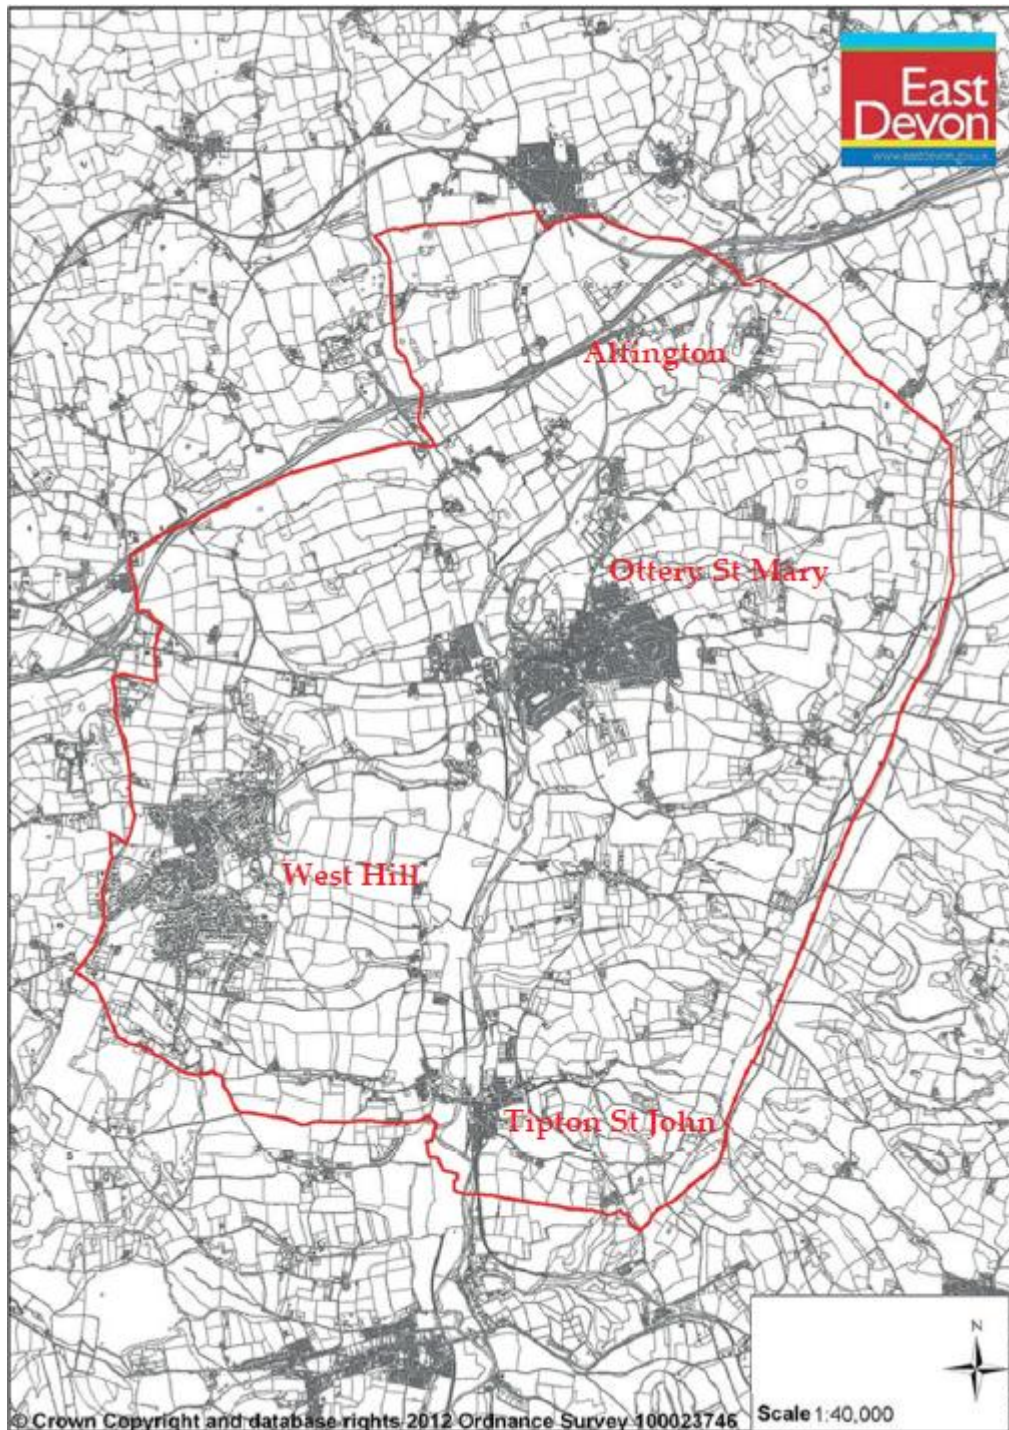 East
Devon
www.eastdevon.gov.uk
Alfington
Ottery St Mary
West Hill
Tipton St John
N
© Crown Copyright and database rights 2012 Ordnance Survey 100023746
Scale 1:40,000